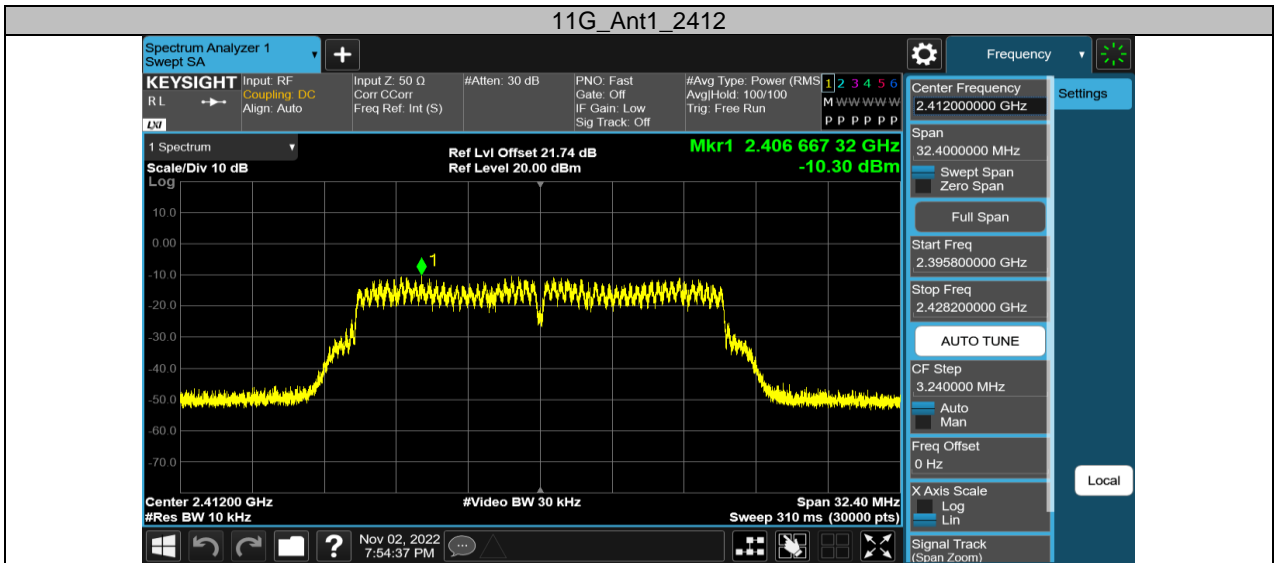 11G_Ant1_2412
Spectrum Analyzer 1
Swept SA
+
Frequency
KEYSIGHT
R L
LXI
Input: RF
Coupling: DC
Align: Auto
Input Z: 50 Ω
Corr CCorr
Freq Ref: Int (S)
#Atten: 30 dB
PNO: Fast
Gate: Off
IF Gain: Low
Sig Track: Off
#Avg Type: Power (RMS
Avg|Hold: 100/100
Trig: Free Run
1 2 3 4 5 6
M W W W W W
P P P P P P
Center Frequency
2.412000000 GHz
Settings
Span
32.4000000 MHz
Swept Span
Zero Span
Full Span
Start Freq
2.395800000 GHz
Stop Freq
2.428200000 GHz
AUTO TUNE
CF Step
3.240000 MHz
Auto
Man
Freq Offset
0 Hz
X Axis Scale
Log
Lin
Signal Track
(Span Zoom)
Local
1 Spectrum
Scale/Div 10 dB
Ref Lvl Offset 21.74 dB
Ref Level 20.00 dBm
Mkr1 2.406 667 32 GHz
-10.30 dBm
Log
10.0
0.00
-10.0
-20.0
-30.0
-40.0
-50.0
-60.0
-70.0
1
Center 2.41200 GHz
#Res BW 10 kHz
#Video BW 30 kHz
Span 32.40 MHz
Sweep 310 ms (30000 pts)
?
Nov 02, 2022
7:54:37 PM